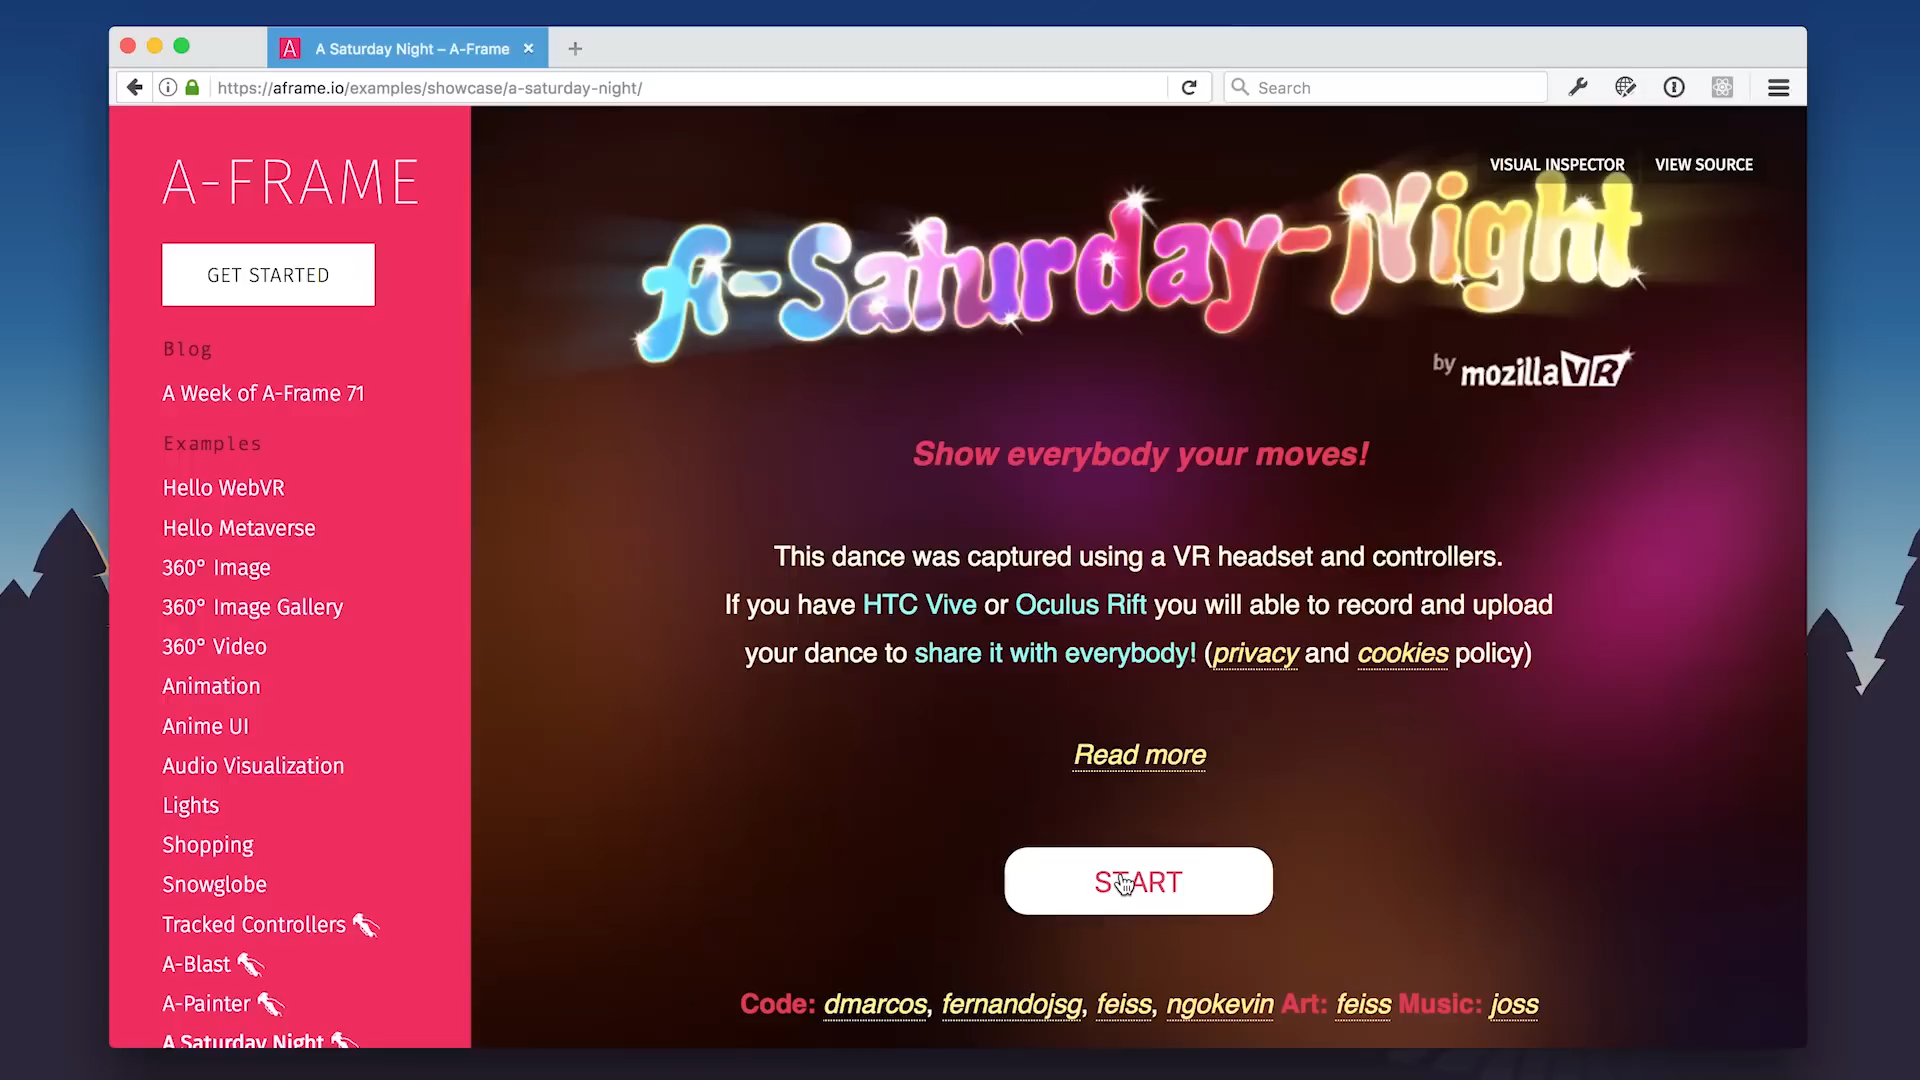 A A Saturday Night – A-Frame × +
https://aframe.io/examples/showcase/a-saturday-night/
Search
A-FRAME
GET STARTED
Blog
A Week of A-Frame 71
Examples
Hello WebVR
Hello Metaverse
360° Image
360° Image Gallery
360° Video
Animation
Anime UI
Audio Visualization
Lights
Shopping
Snowglobe
Tracked Controllers
A-Blast
A-Painter
A Saturday Night
VISUAL INSPECTOR VIEW SOURCE
A-Saturday-Night
by mozillaVR
Show everybody your moves!
This dance was captured using a VR headset and controllers.
If you have HTC Vive or Oculus Rift you will able to record and upload
your dance to share it with everybody! (privacy and cookies policy)
Read more
START
Code: dmarcos, fernandojsg, feiss, ngokevin Art: feiss Music: joss